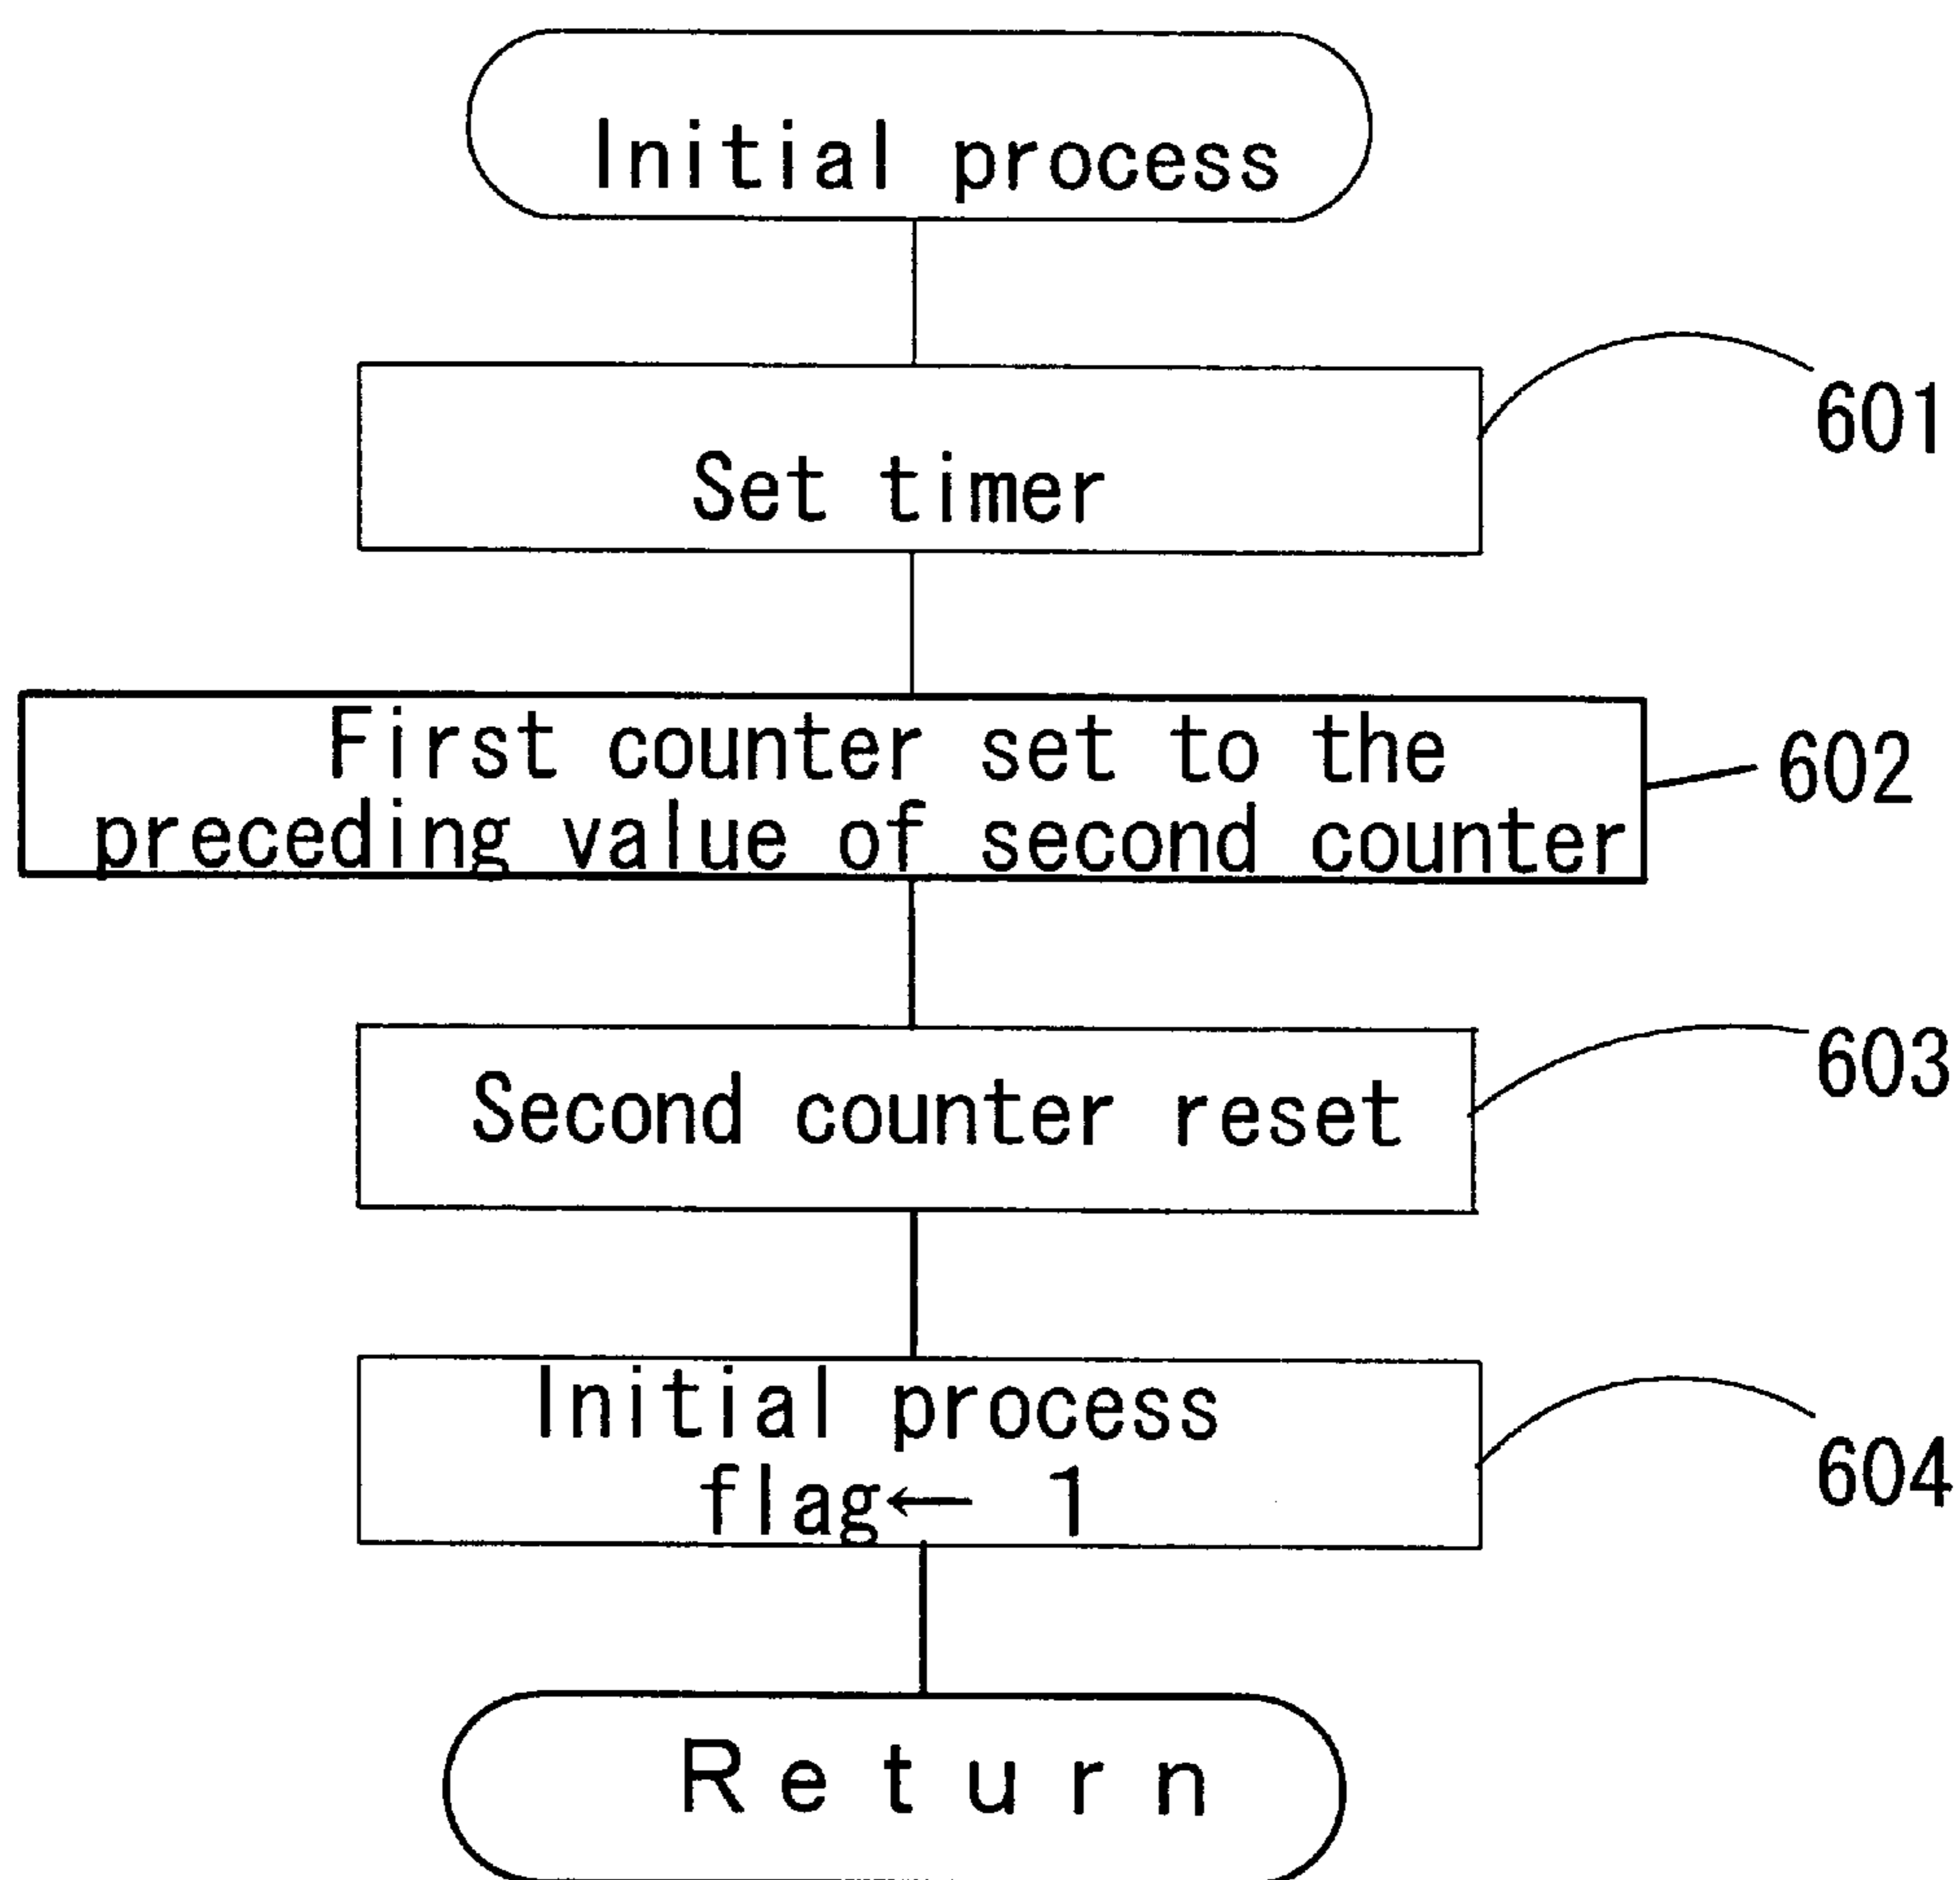 Initial process
601
Set timer
First counter set to the
preceding value of second counter
602
603
Second counter reset
Initial process
flag← 1
604
Return